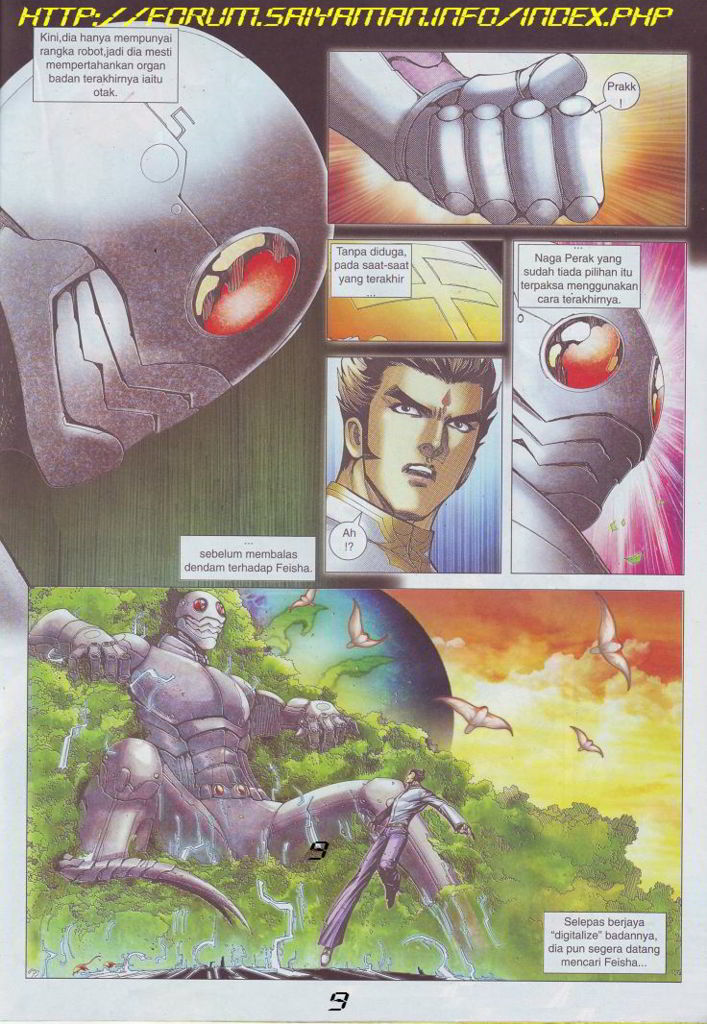 HTTP://FORUM.SAIYAMAN.INFO/INDEX.PHP
Kini,dia hanya mempunyai
rangka robot,jadi dia mesti
mempertahankan organ
badan terakhirnya iaitu
otak.
Prakk
!
Tanpa diduga,
pada saat-saat
yang terakhir
...
Naga Perak yang
sudah tiada pilihan itu
terpaksa menggunakan
cara terakhirnya.
Ah
!?
...
sebelum membalas
dendam terhadap Feisha.
9
Selepas berjaya
“digitalize” badannya,
dia pun segera datang
mencari Feisha...
9